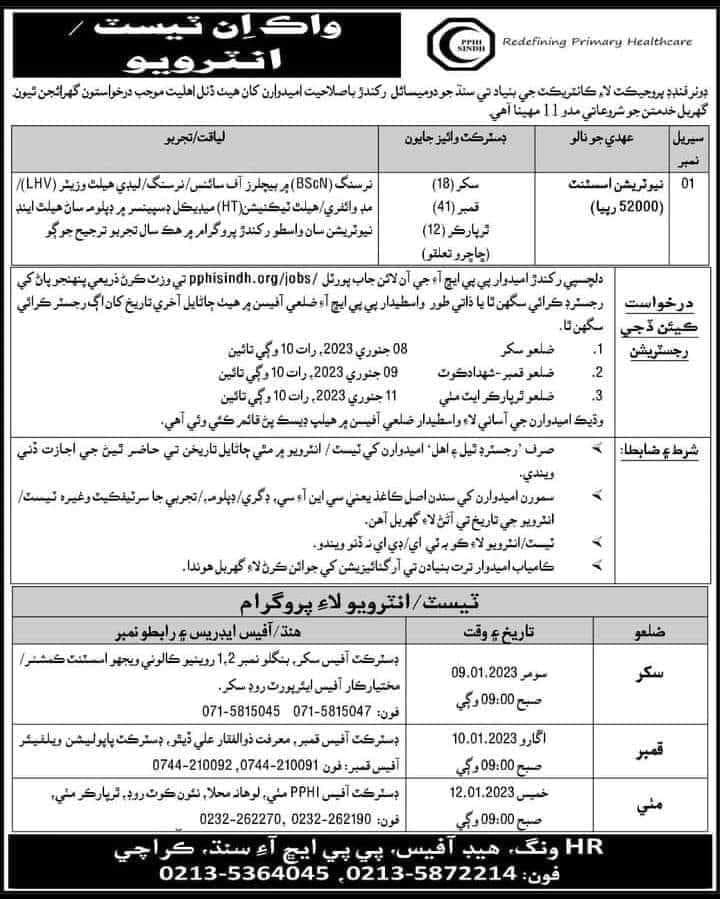 واڪ اِن ٽيسٽ /
انٽرويو
PPHI
SINDH
Redefining Primary Healthcare
ڊونر فنڊڊ پروجيڪٽ لاءِ ڪانٽريڪٽ جي بنياد تي سنڌ جو ڊوميسائل رکندڙ باصلاحيت اميدوارن کان هيٺ ڏنل اهليت موجب درخواستون گهرائجن ٿيون.
گهربل خدمتن جو شروعاتي مدو 11 مهينا آهي.
سيريل نمبر
عهدي جو نالو
ڊسٽرڪٽ وائيز جايون
لياقت/تجربو
01
نيوٽريشن اسسٽنٽ
(52000 رپيا)
سکر (18)
قمبر (41)
ٿرپارڪر (12)
(ڇاڇرو تعلقو)
نرسنگ (BScN) ۾ بيچلرز آف سائنس/نرسنگ/ليڊي هيلٿ وزيٽر (LHV)/
مڊ وائفري/هيلٿ ٽيڪنيشن (HT) ميڊيڪل ڊسپينسر ۾ ڊپلوما سان هيلٿ اينڊ
نيوٽريشن سان واسطو رکندڙ پروگرام ۾ هڪ سال تجربو ترجيح جوڳو
درخواست
ڪيئن ڏجي
رجسٽريشن
دلچسپي رکندڙ اميدوار پي پي ايڇ آءِ جي آن لائن جاب پورٽل pphisindh.org/jobs/ تي وزٽ ڪرڻ ذريعي پنهنجو پاڻ کي
رجسٽرڊ ڪرائي سگهن ٿا يا ذاتي طور واسطيدار پي پي ايڇ آءِ ضلعي آفيسن ۾ هيٺ ڄاڻايل آخري تاريخ کان اڳ رجسٽر ڪرائي
سگهن ٿا.
1. ضلعو سکر 08 جنوري 2023, رات 10 وڳي تائين
2. ضلعو قمبر-شهدادڪوٽ 09 جنوري 2023, رات 10 وڳي تائين
3. ضلعو ٿرپارڪر ايٽ مٺي 11 جنوري 2023, رات 10 وڳي تائين
وڌيڪ اميدوارن جي آساني لاءِ واسطيدار ضلعي آفيسن ۾ هيلپ ڊيسڪ پڻ قائم ڪئي وئي آهي.
شرط ۽ ضابطا:
صرف ’رجسٽرڊ ٿيل ۽ اهل‘ اميدوارن کي ٽيسٽ / انٽرويو ۾ مٿي ڄاڻايل تاريخن تي حاضر ٿيڻ جي اجازت ڏني
ويندي.
سمورن اميدوارن کي سندن اصل ڪاغذ يعنيٰ سي اين آءِ سي, ڊگري/ڊپلوما,/تجربي جا سرٽيفڪيٽ وغيره ٽيسٽ/
انٽرويو جي تاريخ تي آڻڻ لاءِ گهربل آهن.
ٽيسٽ/انٽرويو لاءِ ڪو به ٽي اي/ڊي اي نه ڏنو ويندو.
ڪامياب اميدوار ترت بنيادن تي آرگنائيزيشن کي جوائن ڪرڻ لاءِ گهربل هوندا.
ٽيسٽ/انٽرويو لاءِ پروگرام
ضلعو
تاريخ ۽ وقت
هنڌ/آفيس ايڊريس ۽ رابطو نمبر
سکر
سومر 09.01.2023
صبح 09:00 وڳي
ڊسٽرڪٽ آفيس سکر, بنگلو نمبر 1,2 روينيو ڪالوني ويجهو اسسٽنٽ ڪمشنر/
مختيارڪار آفيس ايئرپورٽ روڊ سکر.
فون: 071-5815047 071-5815045
قمبر
اڱارو 10.01.2023
صبح 09:00 وڳي
ڊسٽرڪٽ آفيس قمبر, معرفت ذوالفقار علي ڏيٿو, ڊسٽرڪٽ پاپوليشن ويلفيئر
آفيس قمبر: فون 0744-210091, 0744-210092
مٺي
خميس 12.01.2023
صبح 09:00 وڳي
ڊسٽرڪٽ آفيس PPHI مٺي, لوهاڻه محلا, نئون ڪوٽ روڊ, ٿرپارڪر مٺي,
فون: 0232-262190 ,0232-262270
HR ونگ، هيڊ آفيس، پي پي ايڇ آءِ سنڌ، ڪراچي
فون: 0213-5872214، 0213-5364045